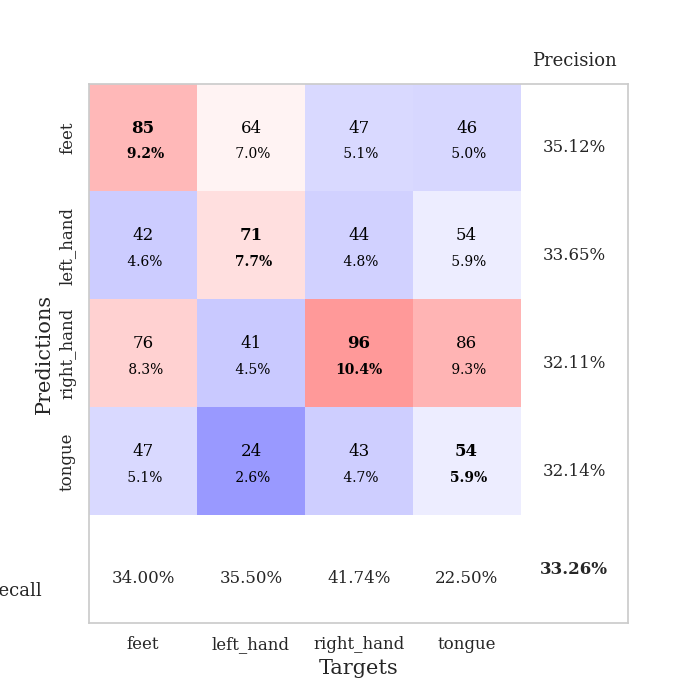 Precision
feet 85 64 47 46 35.12%
9.2% 7.0% 5.1% 5.0%
left_hand 42 71 44 54 33.65%
4.6% 7.7% 4.8% 5.9%
Predictions
right_hand 76 41 96 86 32.11%
8.3% 4.5% 10.4% 9.3%
tongue 47 24 43 54 32.14%
5.1% 2.6% 4.7% 5.9%
ecall 34.00% 35.50% 41.74% 22.50% 33.26%
feet left_hand right_hand tongue
Targets